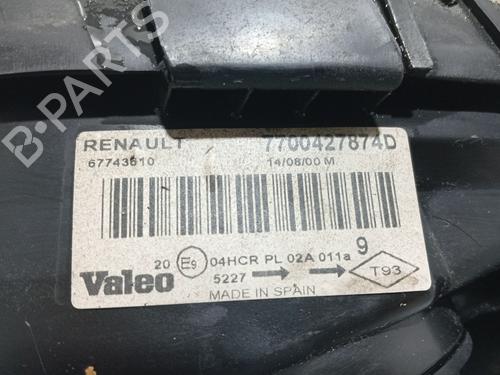 B-PARTS
RENAULT 7700427874D
67743610 14/08/00 M
20 E9 04HCR PL 02A 011a 9
5227 T93
Valeo
MADE IN SPAIN